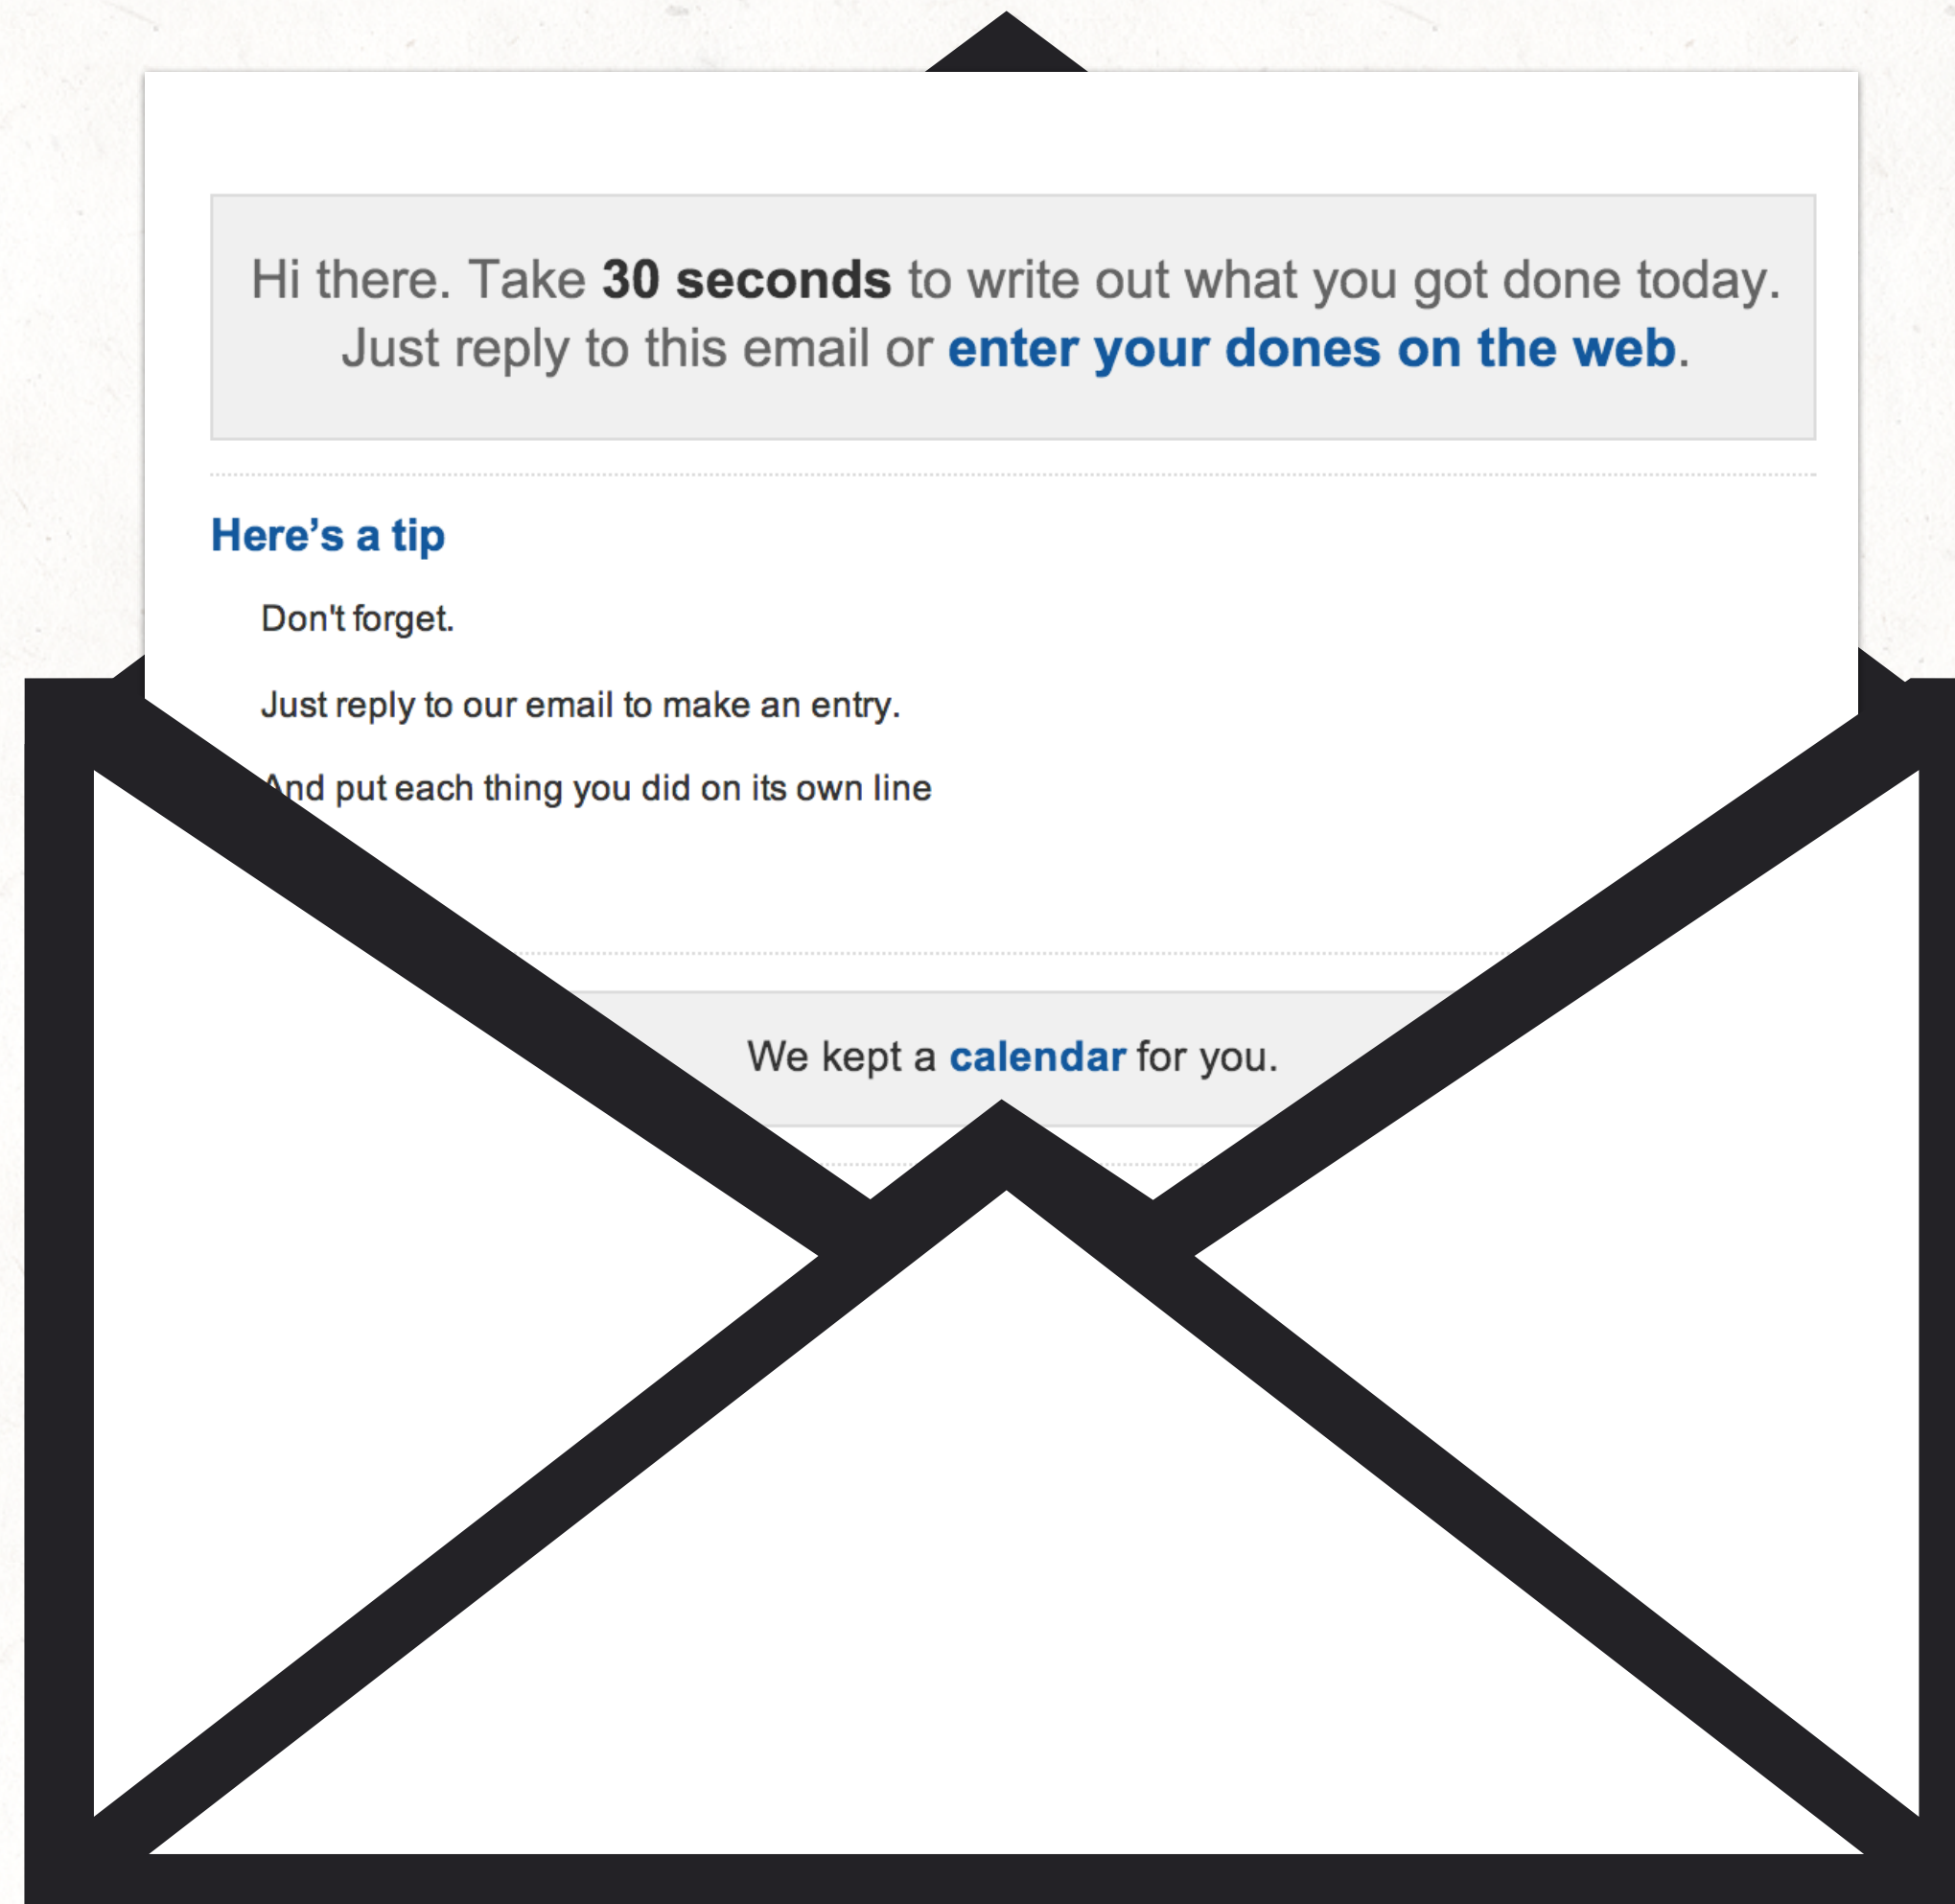 Hi there. Take 30 seconds to write out what you got done today.
Just reply to this email or enter your dones on the web.
Here’s a tip
Don't forget.
Just reply to our email to make an entry.
And put each thing you did on its own line
We kept a calendar for you.